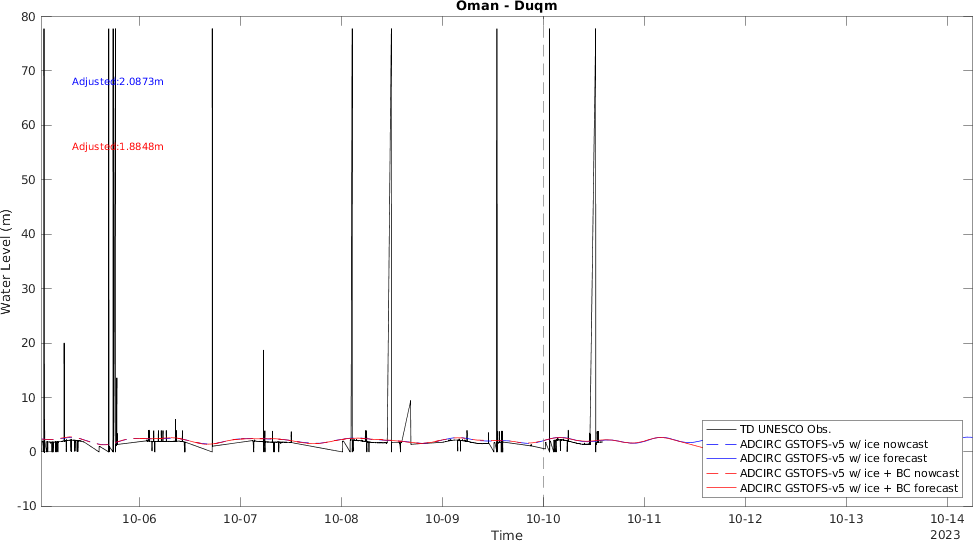 Oman - Duqm
80
70
60
50
40
30
20
10
0
-10
Water Level (m)
Adjusted:2.0873m
Adjusted:1.8848m
TD UNESCO Obs.
ADCIRC GSTOFS-v5 w/ ice nowcast
ADCIRC GSTOFS-v5 w/ ice forecast
ADCIRC GSTOFS-v5 w/ ice + BC nowcast
ADCIRC GSTOFS-v5 w/ ice + BC forecast
10-06 10-07 10-08 10-09 10-10 10-11 10-12 10-13 10-14
2023
Time